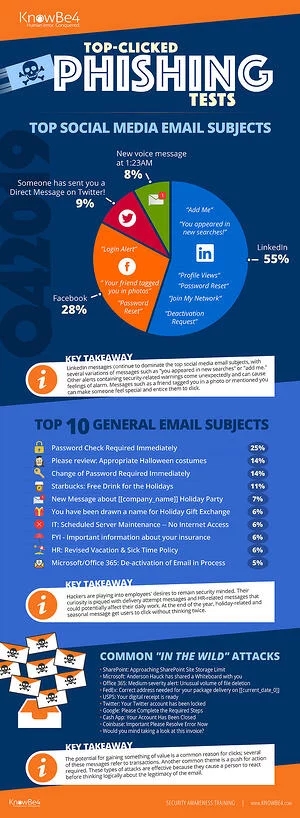 KnowBe4
Human error. Conquered.
TOP-CLICKED
PHISHING
TESTS
Q42019
TOP SOCIAL MEDIA EMAIL SUBJECTS
New voice message
at 1:23AM
8%
Someone has sent you a
Direct Message on Twitter!
9%
"Add Me"
"You appeared in
new searches!"
in
LinkedIn
55%
"Login Alert"
f
"Your friend tagged
you in photos"
"Password
Reset"
"Profile Views"
"Password Reset"
"Join My Network"
"Deactivation
Request"
Facebook
28%
KEY TAKEAWAY
i
LinkedIn messages continue to dominate the top social media email subjects, with
several variations of messages such as "you appeared in new searches" or "add me."
Other alerts containing security-related warnings come unexpectedly and can cause
feelings of alarm. Messages such as a friend tagged you in a photo or mentioned you
can make someone feel special and entice them to click.
TOP 10 GENERAL EMAIL SUBJECTS
Password Check Required Immediately 25%
Please review: Appropriate Halloween costumes 14%
Change of Password Required Immediately 14%
Starbucks: Free Drink for the Holidays 11%
New Message about [[company_name]] Holiday Party 7%
You have been drawn a name for Holiday Gift Exchange 6%
IT: Scheduled Server Maintenance -- No Internet Access 6%
FYI - Important information about your insurance 6%
HR: Revised Vacation & Sick Time Policy 6%
Microsoft/Office 365: De-activation of Email in Process 5%
KEY TAKEAWAY
i
Hackers are playing into employees' desires to remain security minded. Their
curiosity is piqued with delivery attempt messages and HR-related messages that
could potentially affect their daily work. At the end of the year, holiday-related and
seasonal message get users to click without thinking twice.
COMMON "IN THE WILD" ATTACKS
• SharePoint: Approaching SharePoint Site Storage Limit
• Microsoft: Anderson Hauck has shared a Whiteboard with you
• Office 365: Medium-severity alert: Unusual volume of file deletion
• FedEx: Correct address needed for your package delivery on [[current_date_0]]
• USPS: Your digital receipt is ready
• Twitter: Your Twitter account has been locked
• Google: Please Complete the Required Steps
• Cash App: Your Account Has Been Closed
• Coinbase: Important Please Resolve Error Now
• Would you mind taking a look at this invoice?
KEY TAKEAWAY
i
The potential for gaining something of value is a common reason for clicks; several
of these messages refer to transactions. Another common theme is a push for action
required. These types of attacks are effective because they cause a person to react
before thinking logically about the legitimacy of the email.
KnowBe4
SECURITY AWARENESS TRAINING | www.KNOWBE4.com